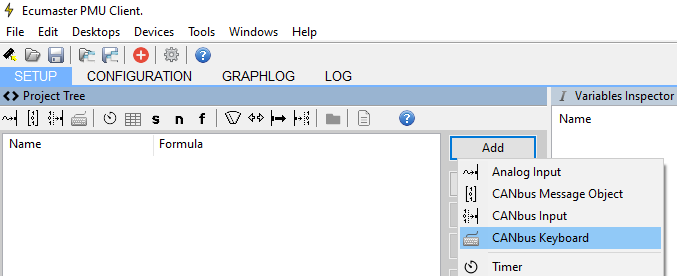 Ecumaster PMU Client.
File Edit Desktops Devices Tools Windows Help
SETUP CONFIGURATION GRAPHLOG LOG
Project Tree
Variables Inspector
s n f
Name Formula
Add
Name
Analog Input
CANbus Message Object
CANbus Input
CANbus Keyboard
Timer